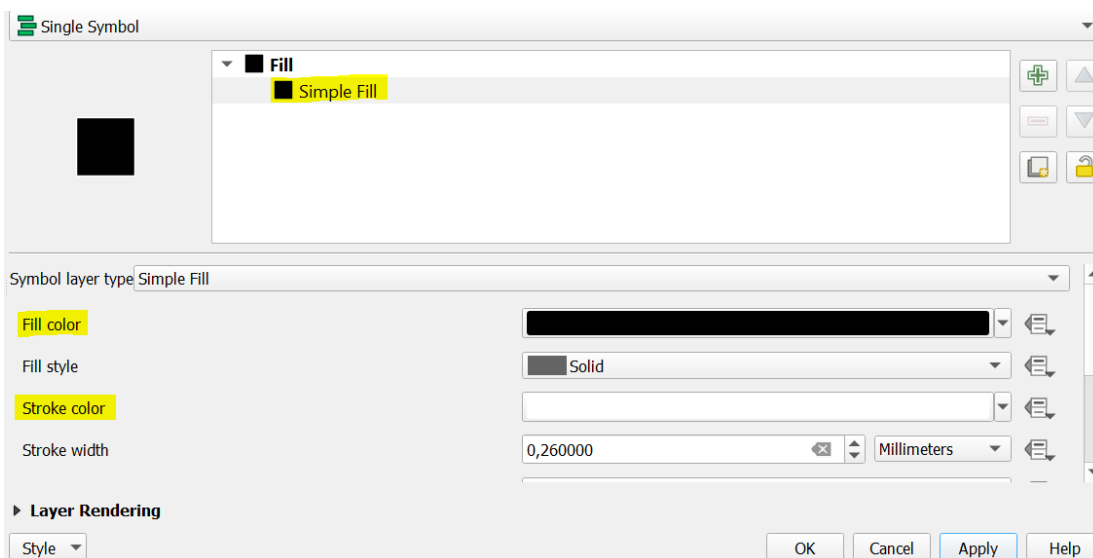 Single Symbol
Fill
Simple Fill
Symbol layer type Simple Fill
Fill color
Fill style Solid
Stroke color
Stroke width 0,260000 Millimeters
Layer Rendering
Style OK Cancel Apply Help